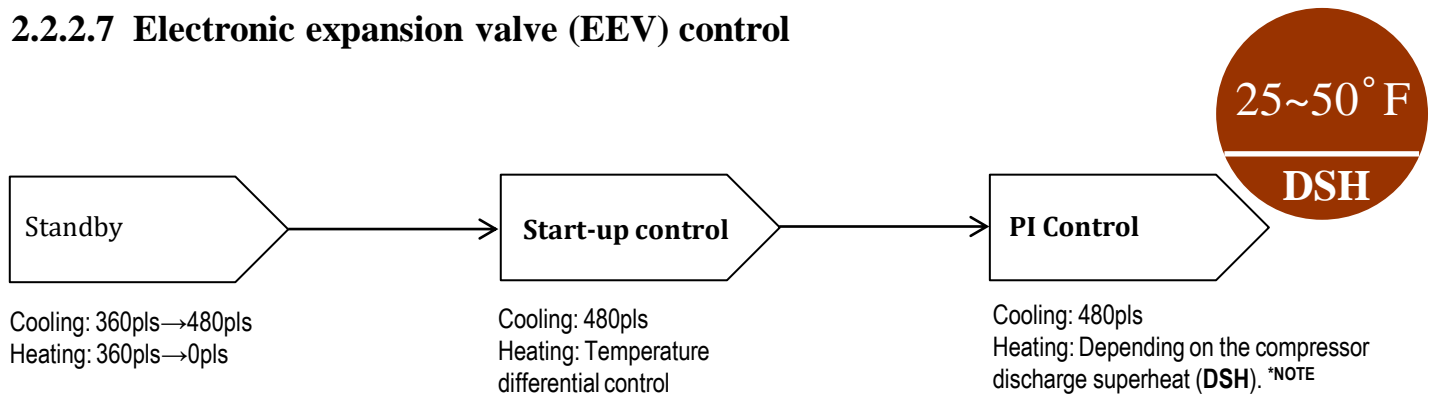 2.2.2.7 Electronic expansion valve (EEV) control
25~50°F
DSH
Standby
Start-up control
PI Control
Cooling: 360pls→480pls
Heating: 360pls→0pls
Cooling: 480pls
Heating: Temperature
differential control
Cooling: 480pls
Heating: Depending on the compressor
discharge superheat (DSH). *NOTE